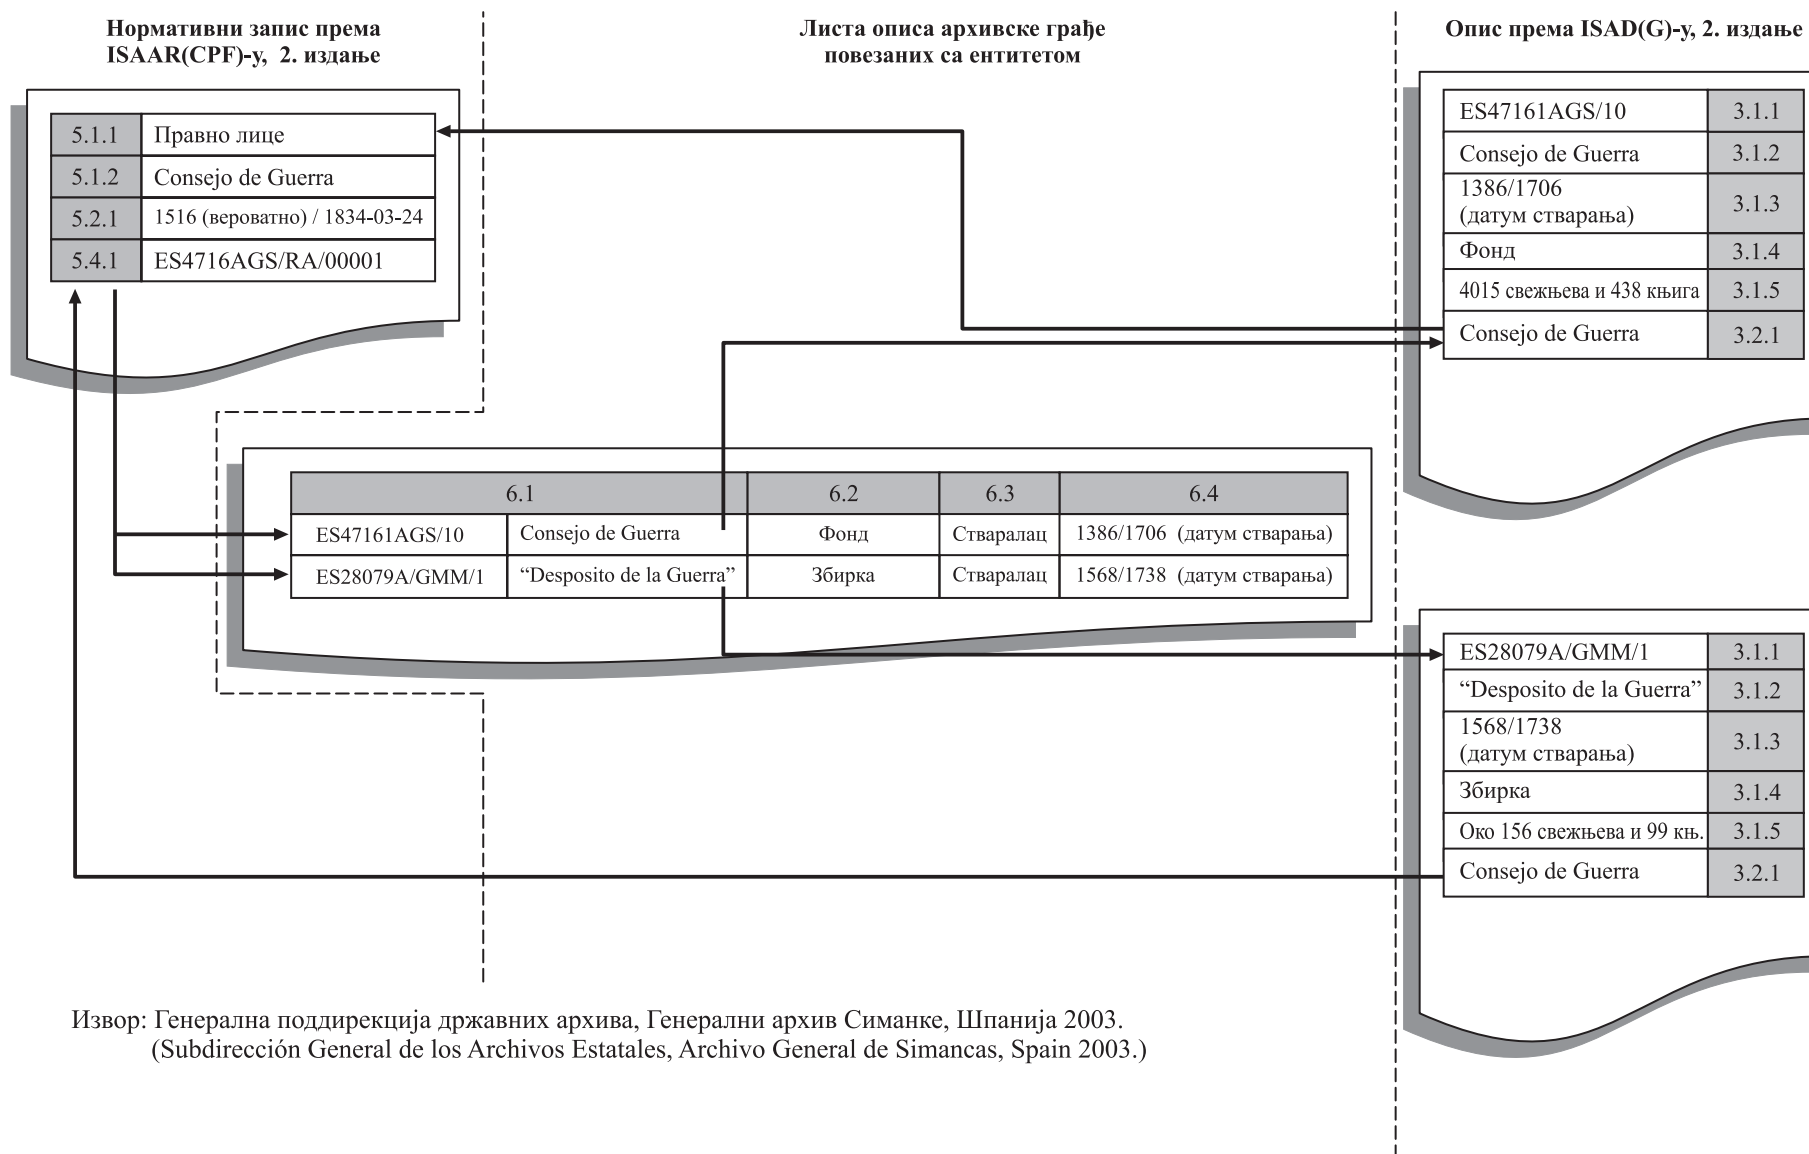 Нормативни запис према
ISAAR(CPF)-у, 2. издање
5.1.1 Правно лице
5.1.2 Consejo de Guerra
5.2.1 1516 (вероватно) / 1834-03-24
5.4.1 ES4716AGS/RA/00001
Листа описа архивске грађе
повезаних са ентитетом
6.1 6.2 6.3 6.4
ES47161AGS/10 Consejo de Guerra Фонд Стваралац 1386/1706 (датум стварања)
ES28079A/GMM/1 “Desposito de la Guerra” Збирка Стваралац 1568/1738 (датум стварања)
Опис према ISAD(G)-у, 2. издање
ES47161AGS/10 3.1.1
Consejo de Guerra 3.1.2
1386/1706
(датум стварања) 3.1.3
Фонд 3.1.4
4015 свежњева и 438 књига 3.1.5
Consejo de Guerra 3.2.1
ES28079A/GMM/1 3.1.1
“Desposito de la Guerra” 3.1.2
1568/1738
(датум стварања) 3.1.3
Збирка 3.1.4
Око 156 свежњева и 99 књ. 3.1.5
Consejo de Guerra 3.2.1
Извор: Генерална поддирекција државних архива, Генерални архив Симанке, Шпанија 2003.
(Subdirección General de los Archivos Estatales, Archivo General de Simancas, Spain 2003.)